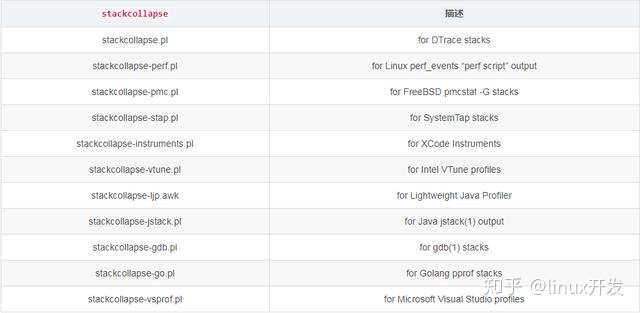 stackcollapse 描述
stackcollapse.pl for DTrace stacks
stackcollapse-perf.pl for Linux perf_events “perf script” output
stackcollapse-pmc.pl for FreeBSD pmcstat -G stacks
stackcollapse-stap.pl for SystemTap stacks
stackcollapse-instruments.pl for XCode Instruments
stackcollapse-vtune.pl for Intel VTune profiles
stackcollapse-ljp.awk for Lightweight Java Profiler
stackcollapse-jstack.pl for Java jstack(1) output
stackcollapse-gdb.pl for gdb(1) stacks
stackcollapse-go.pl for Golang pprof stacks
stackcollapse-vsprof.pl for Microsoft Visual Studio profiles
知乎 @linux开发